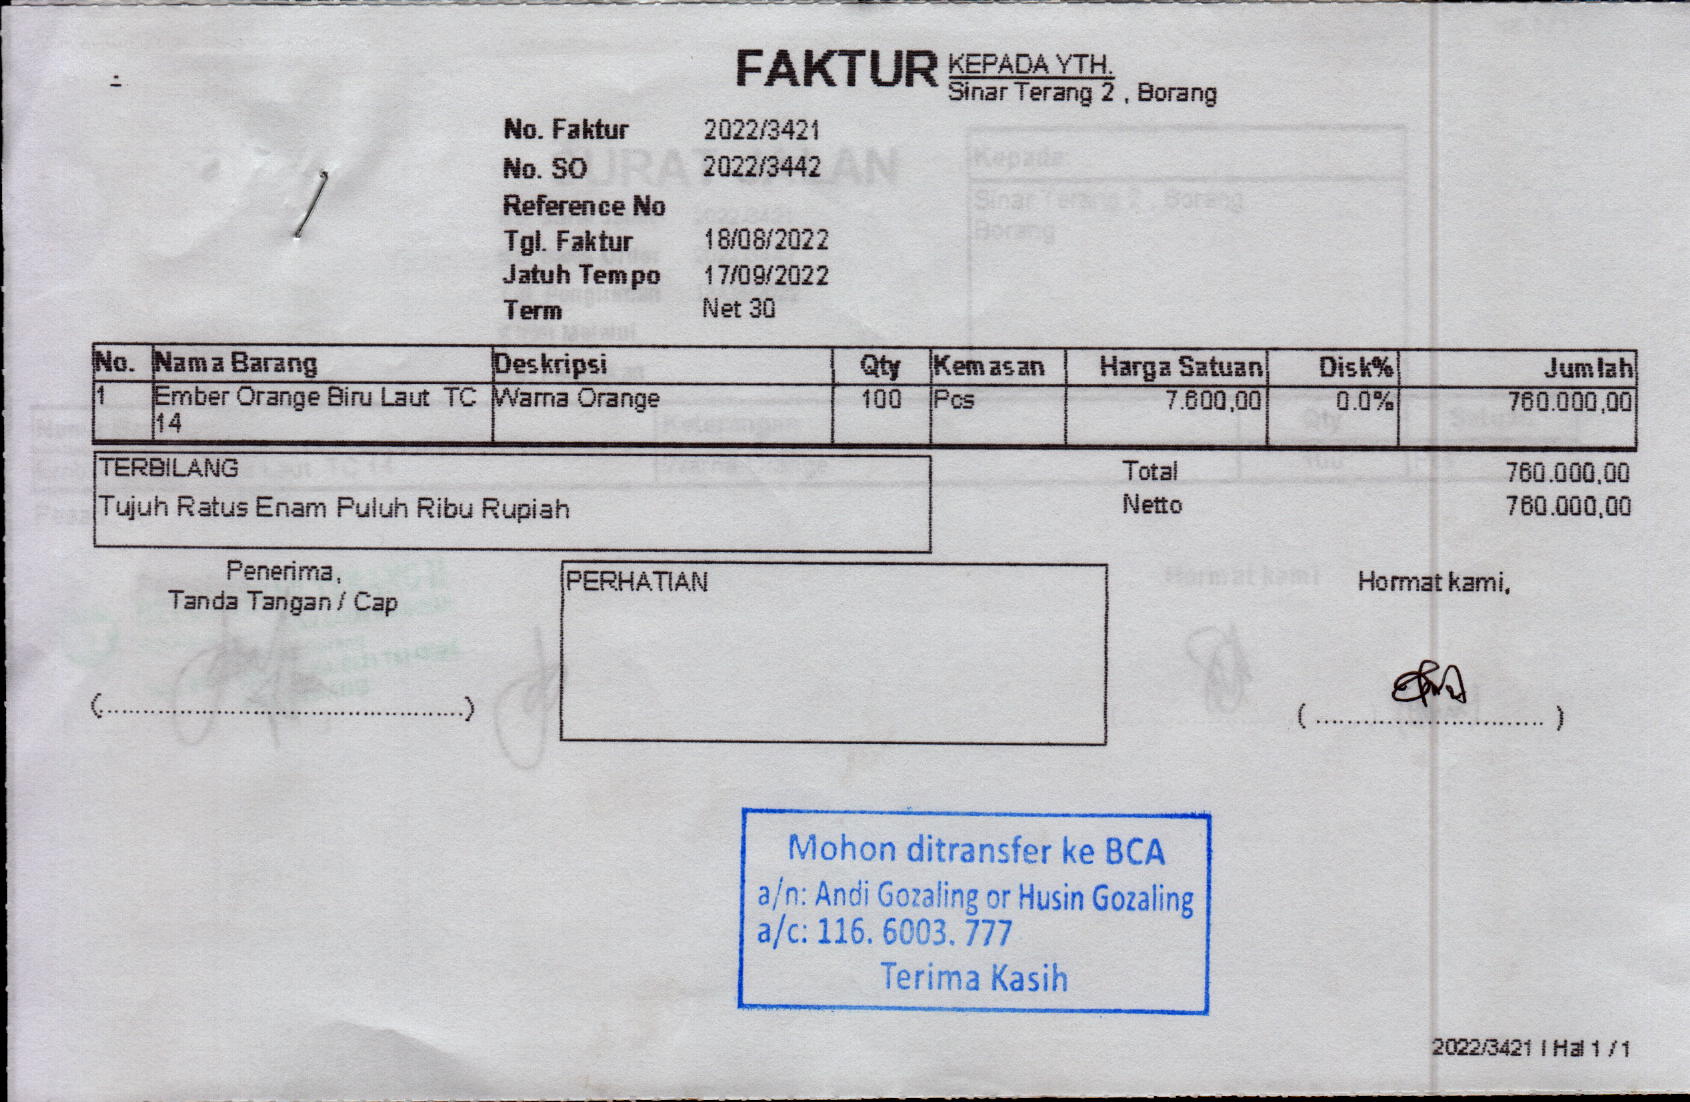 FAKTUR
KEPADA YTH.
Sinar Terang 2 , Borang
No. Faktur 2022/3421
No. SO 2022/3442
Reference No
Tgl. Faktur 18/08/2022
Jatuh Tempo 17/09/2022
Term Net 30
No. Nama Barang Deskripsi Qty Kemasan Harga Satuan Disk% Jumlah
1 Ember Orange Biru Laut TC Warna Orange 100 Pcs 7.600,00 0.0% 760.000,00
14
TERBILANG Total 760.000,00
Tujuh Ratus Enam Puluh Ribu Rupiah Netto 760.000,00
Penerima, PERHATIAN Hormat kami,
Tanda Tangan / Cap
(..................................................) (............................)
Mohon ditransfer ke BCA
a/n: Andi Gozaling or Husin Gozaling
a/c: 116. 6003. 777
Terima Kasih
2022/3421 | Hal 1 / 1